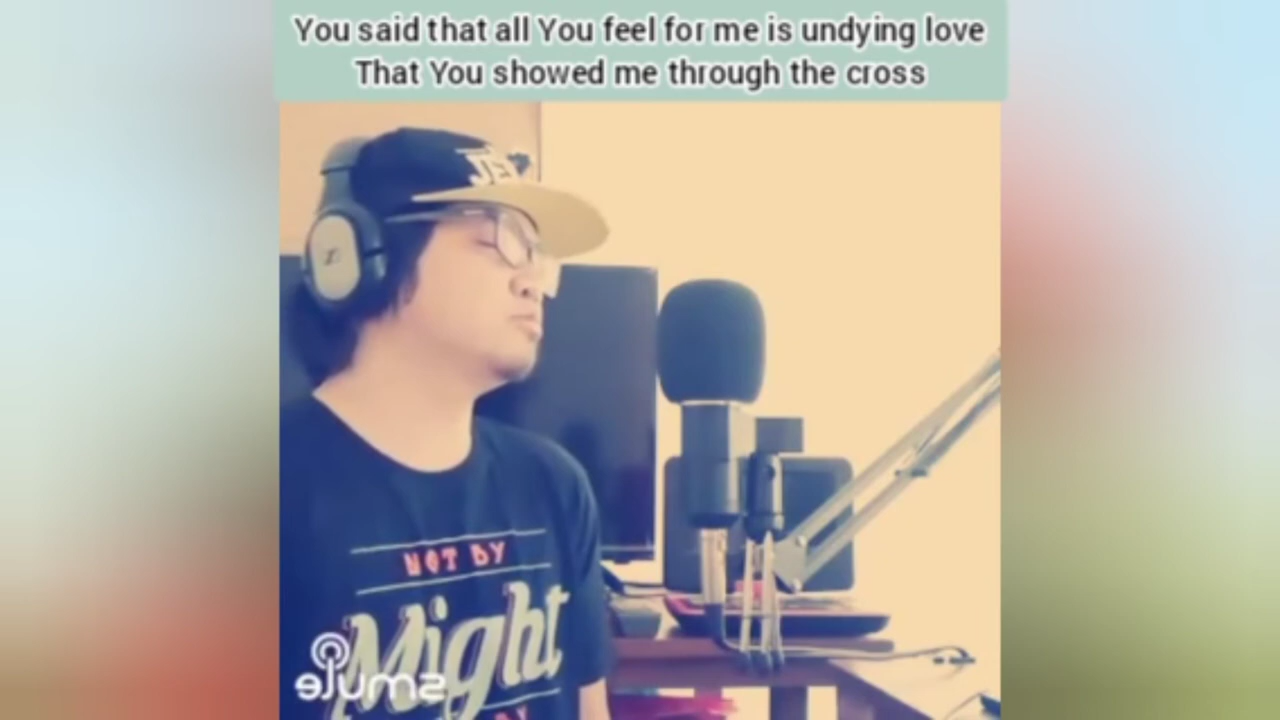 You said that all You feel for me is undying love
That You showed me through the cross
NOT BY
Might
smule